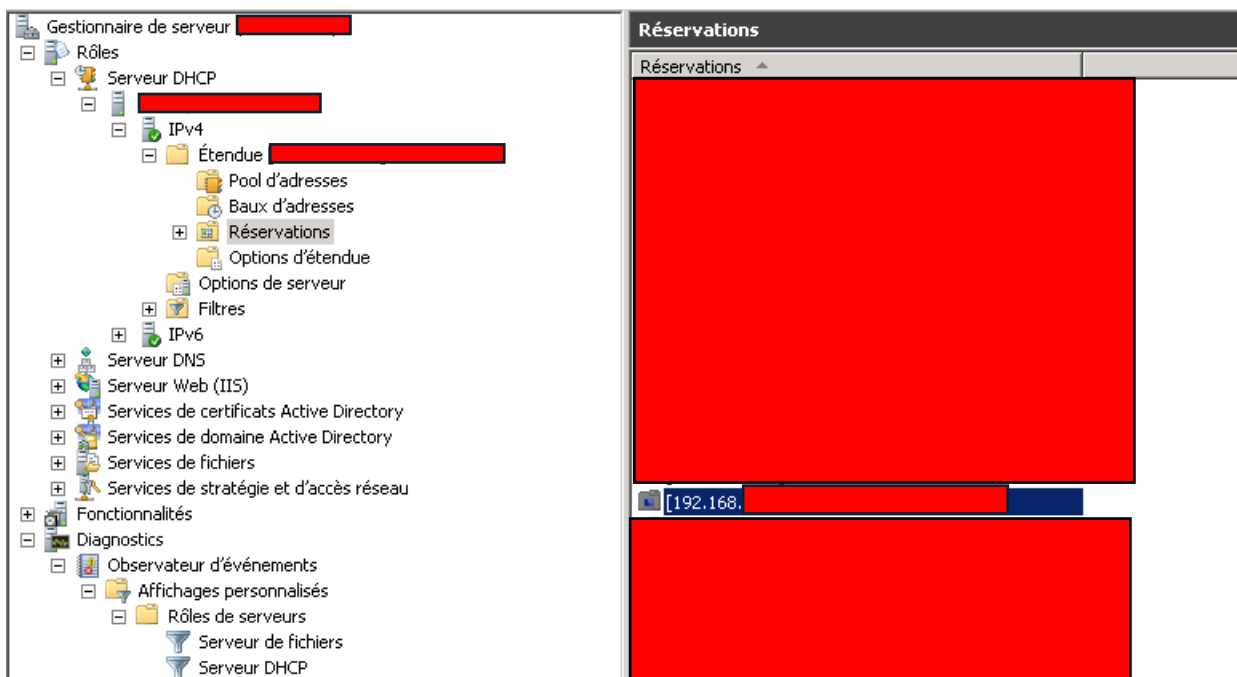 Gestionnaire de serveur
Rôles
Serveur DHCP
IPv4
Étendue
Pool d'adresses
Baux d'adresses
Réservations
Options d'étendue
Options de serveur
Filtres
IPv6
Serveur DNS
Serveur Web (IIS)
Services de certificats Active Directory
Services de domaine Active Directory
Services de fichiers
Services de stratégie et d'accès réseau
Fonctionnalités
Diagnostics
Observateur d'événements
Affichages personnalisés
Rôles de serveurs
Serveur de fichiers
Serveur DHCP
Réservations
Réservations
[192.168.